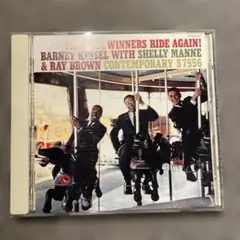 WINNERS RIDE AGAIN!
BARNEY KESSEL WITH SHELLY MANNE
& RAY BROWN CONTEMPORARY S7556